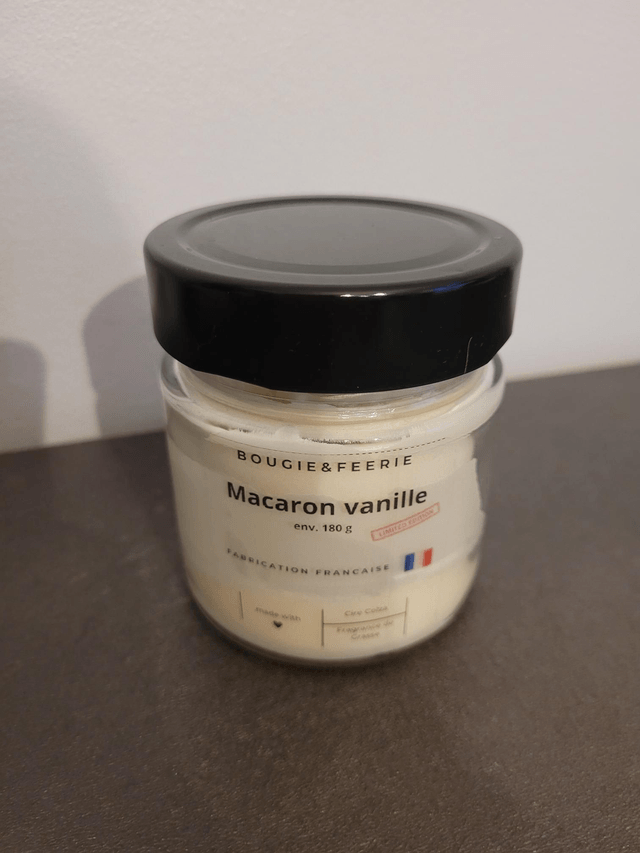 BOUGIE&FEERIE
Macaron vanille
env. 180 g
LIMITED EDITION
FABRICATION FRANCAISE
made with
Cire Colza
Fragrance de
Grasse